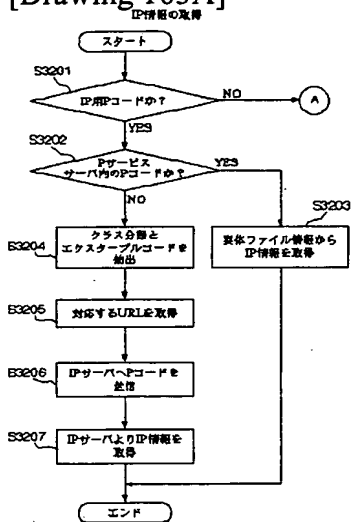 [Drawing 103A]
IP情報の取得
スタート
S3201
IP用Pコードか?
NO
A
YES
S3202
Pサービス
サーバ内のPコードか?
YES
NO
S3203
実体ファイル情報から
IP情報を取得
S3204
クラス分類と
エクスターブルコードを
抽出
S3205
対応するURLを取得
S3206
IPサーバへPコードを
送信
S3207
IPサーバよりIP情報を
取得
エンド